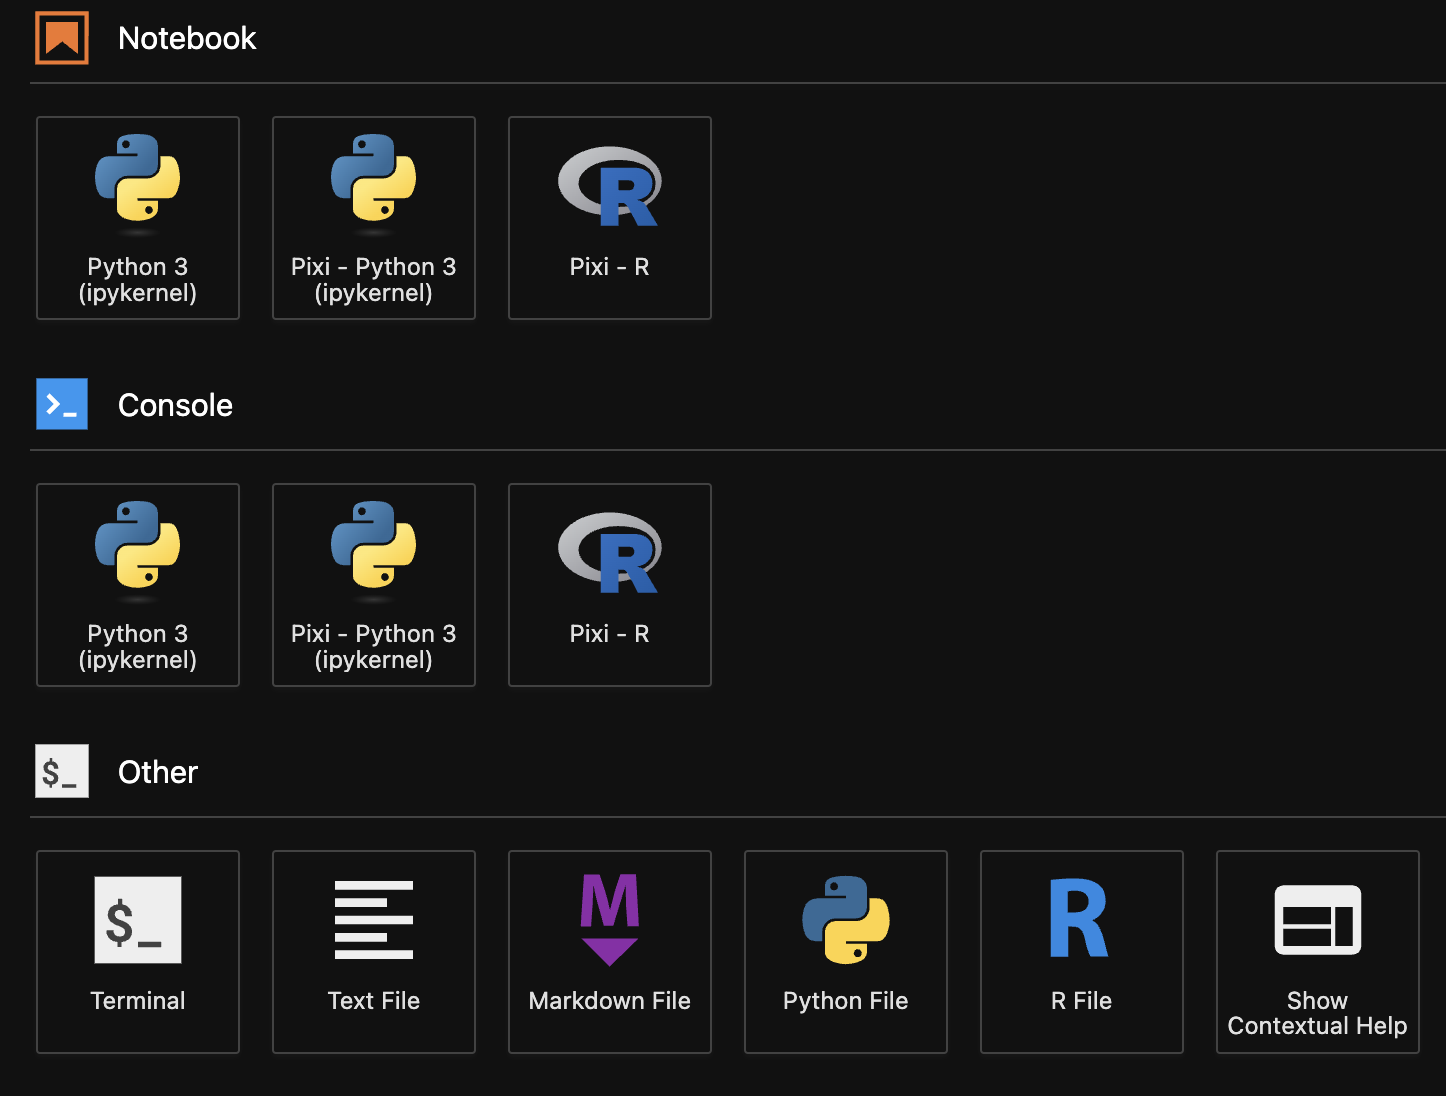 Notebook
Python 3
(ipykernel)
Pixi - Python 3
(ipykernel)
Pixi - R
Console
Python 3
(ipykernel)
Pixi - Python 3
(ipykernel)
Pixi - R
$_ Other
$_
Terminal
Text File
M
Markdown File
Python File
R
R File
Show
Contextual Help